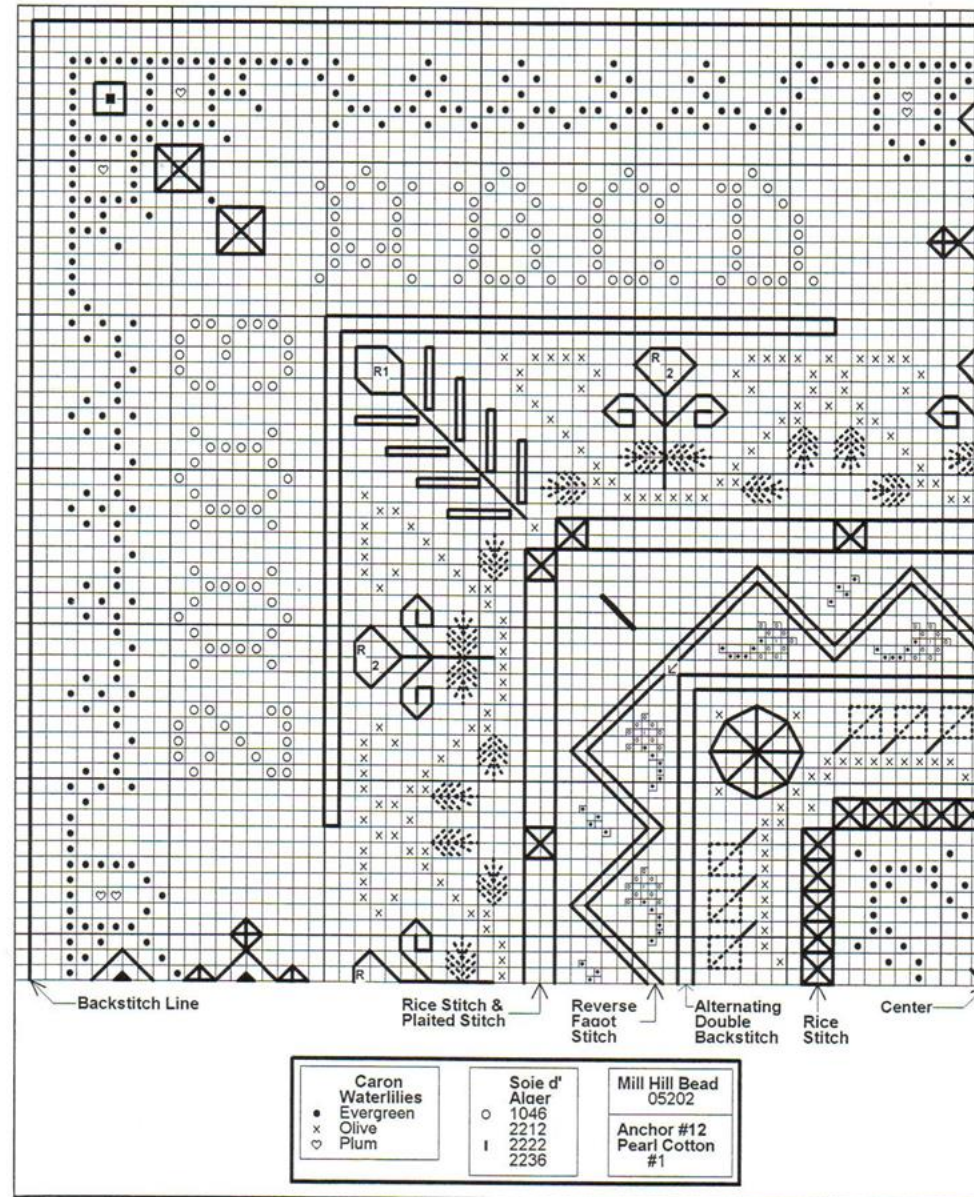 R1
R
2
R
2
R
Backstitch Line
Rice Stitch &
Plaited Stitch
Reverse
Fagot
Stitch
Alternating
Double
Backstitch
Rice
Stitch
Center
Caron
Waterlilies
Evergreen
Olive
Plum
Soie d'
Alger
1046
2212
2222
2236
Mill Hill Bead
05202
Anchor #12
Pearl Cotton
#1